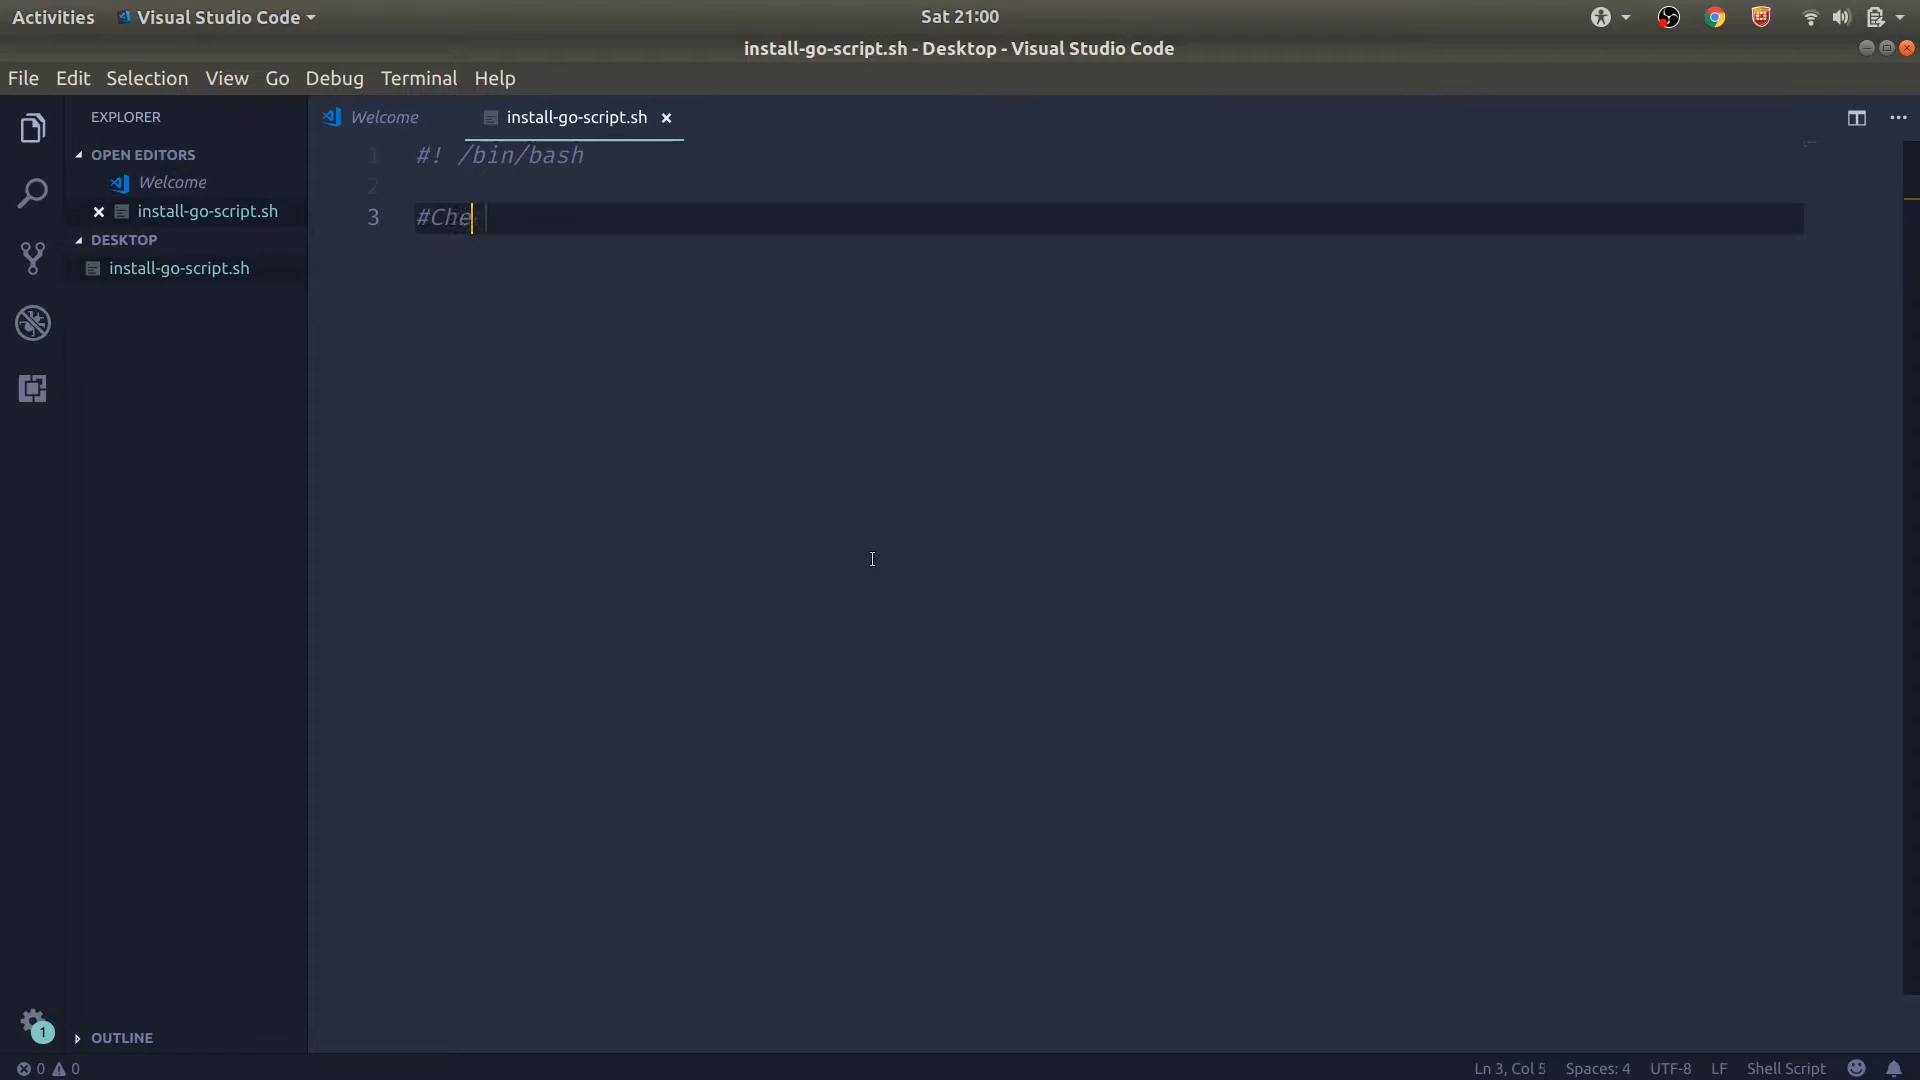 Activities Visual Studio Code Sat 21:00
install-go-script.sh - Desktop - Visual Studio Code
File Edit Selection View Go Debug Terminal Help
EXPLORER
OPEN EDITORS
Welcome
install-go-script.sh
DESKTOP
install-go-script.sh
OUTLINE
Welcome install-go-script.sh
1 #! /bin/bash
2
3 #Che
1
0 0 Ln 3, Col 5 Spaces: 4 UTF-8 LF Shell Script